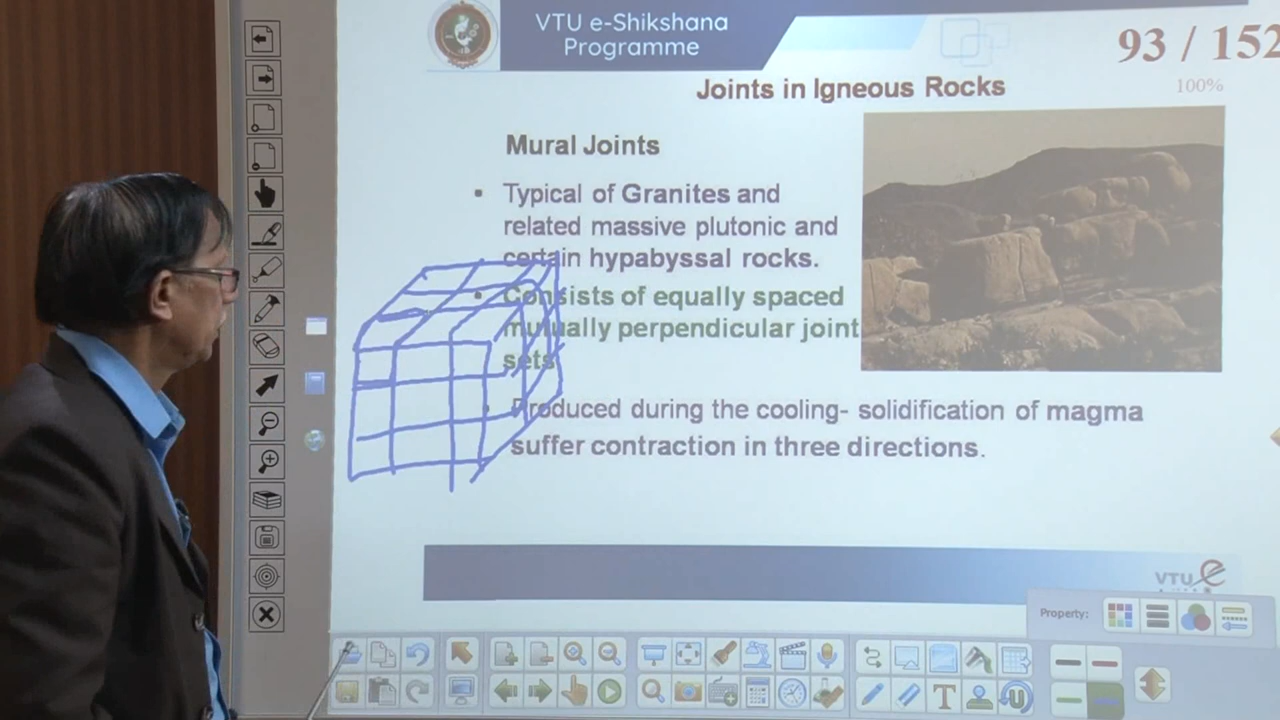 VTU e-Shikshana
Programme
93 / 152
100%
Joints in Igneous Rocks
Mural Joints
▪ Typical of Granites and
related massive plutonic and
certain hypabyssal rocks.
▪ Consists of equally spaced
mutually perpendicular joint
sets
▪ Produced during the cooling- solidification of magma
suffer contraction in three directions.
VTU e
Property:
T